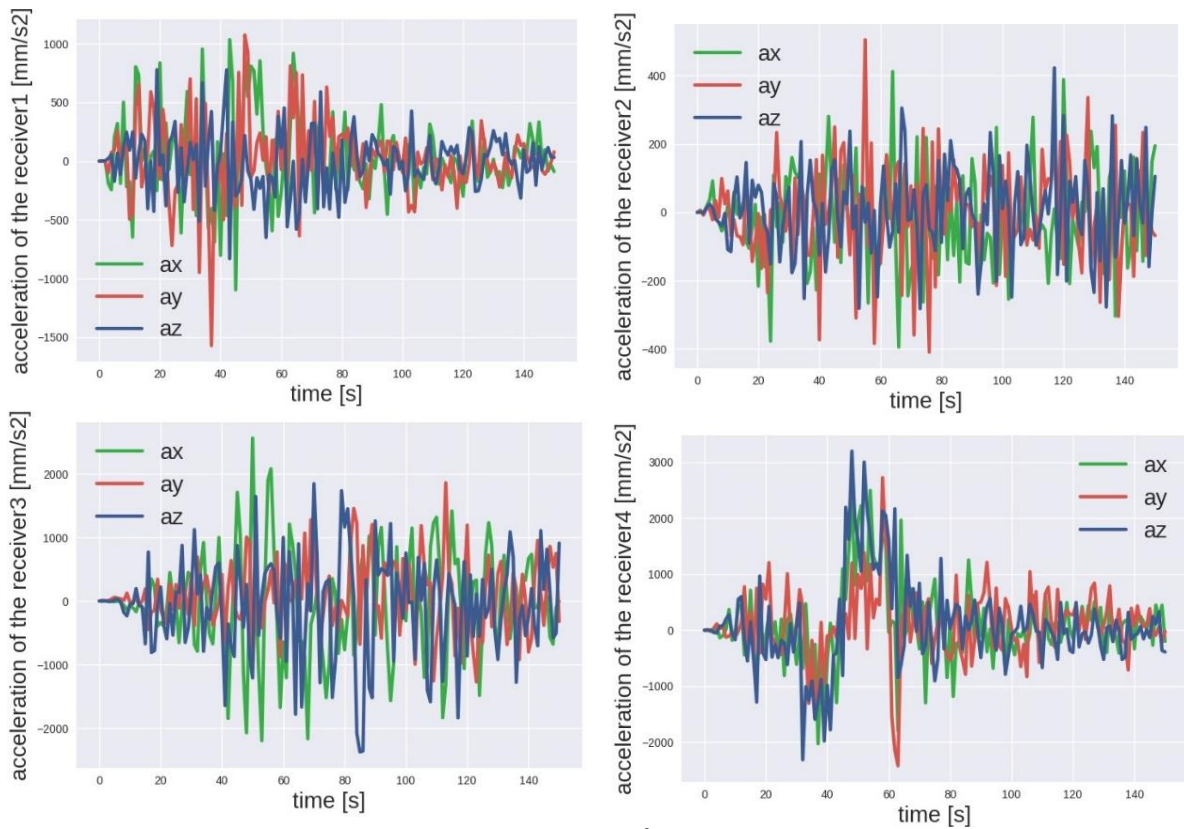 acceleration of the receiver1 [mm/s2]
1000
500
0
−500
−1000
−1500
ax
ay
az
0 20 40 60 80 100 120 140
time [s]
acceleration of the receiver2 [mm/s2]
400
200
0
−200
−400
ax
ay
az
0 20 40 60 80 100 120 140
time [s]
acceleration of the receiver3 [mm/s2]
2000
1000
0
−1000
−2000
ax
ay
az
0 20 40 60 80 100 120 140
time [s]
acceleration of the receiver4 [mm/s2]
3000
2000
1000
0
−1000
−2000
ax
ay
az
0 20 40 60 80 100 120 140
time [s]